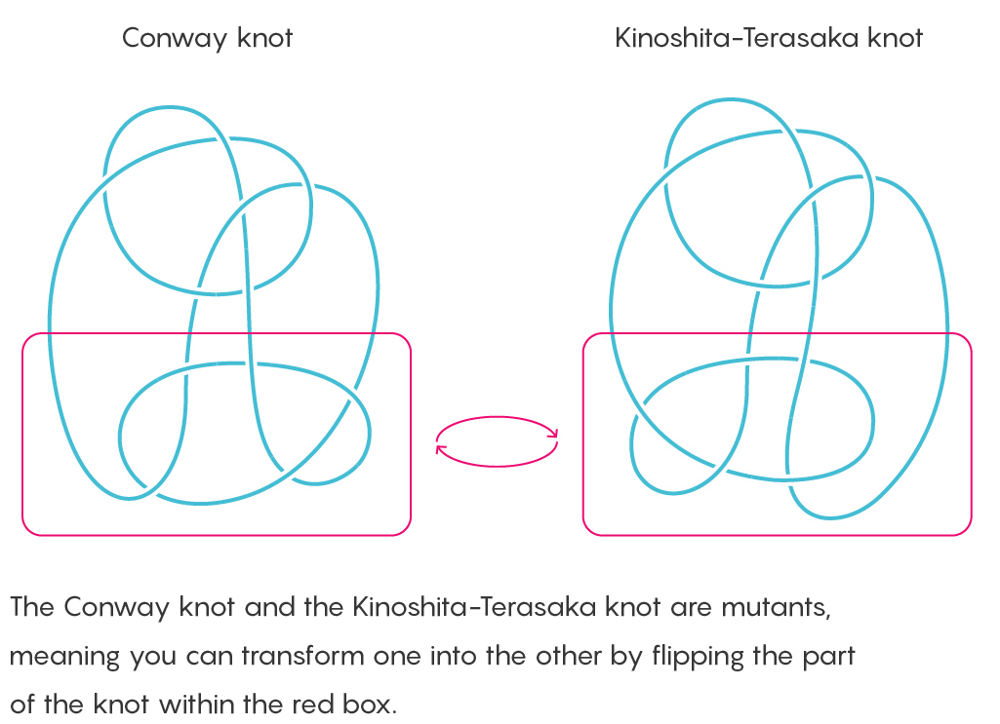 Conway knot
Kinoshita-Terasaka knot
The Conway knot and the Kinoshita-Terasaka knot are mutants,
meaning you can transform one into the other by flipping the part
of the knot within the red box.